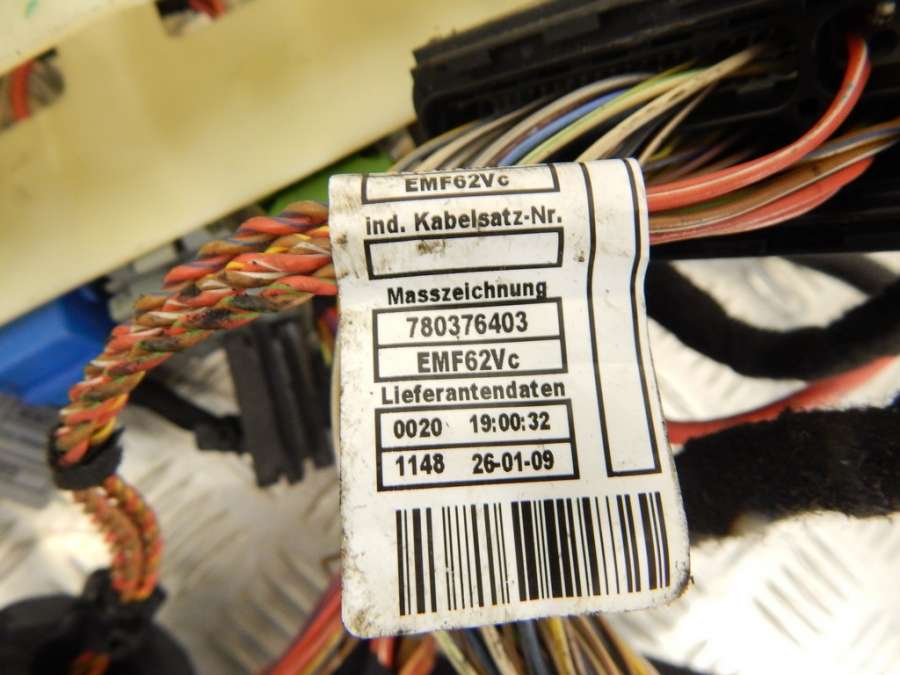 EMF62Vc
ind. Kabelsatz-Nr.
Masszeichnung
780376403
EMF62Vc
Lieferantendaten
0020 19:00:32
1148 26-01-09